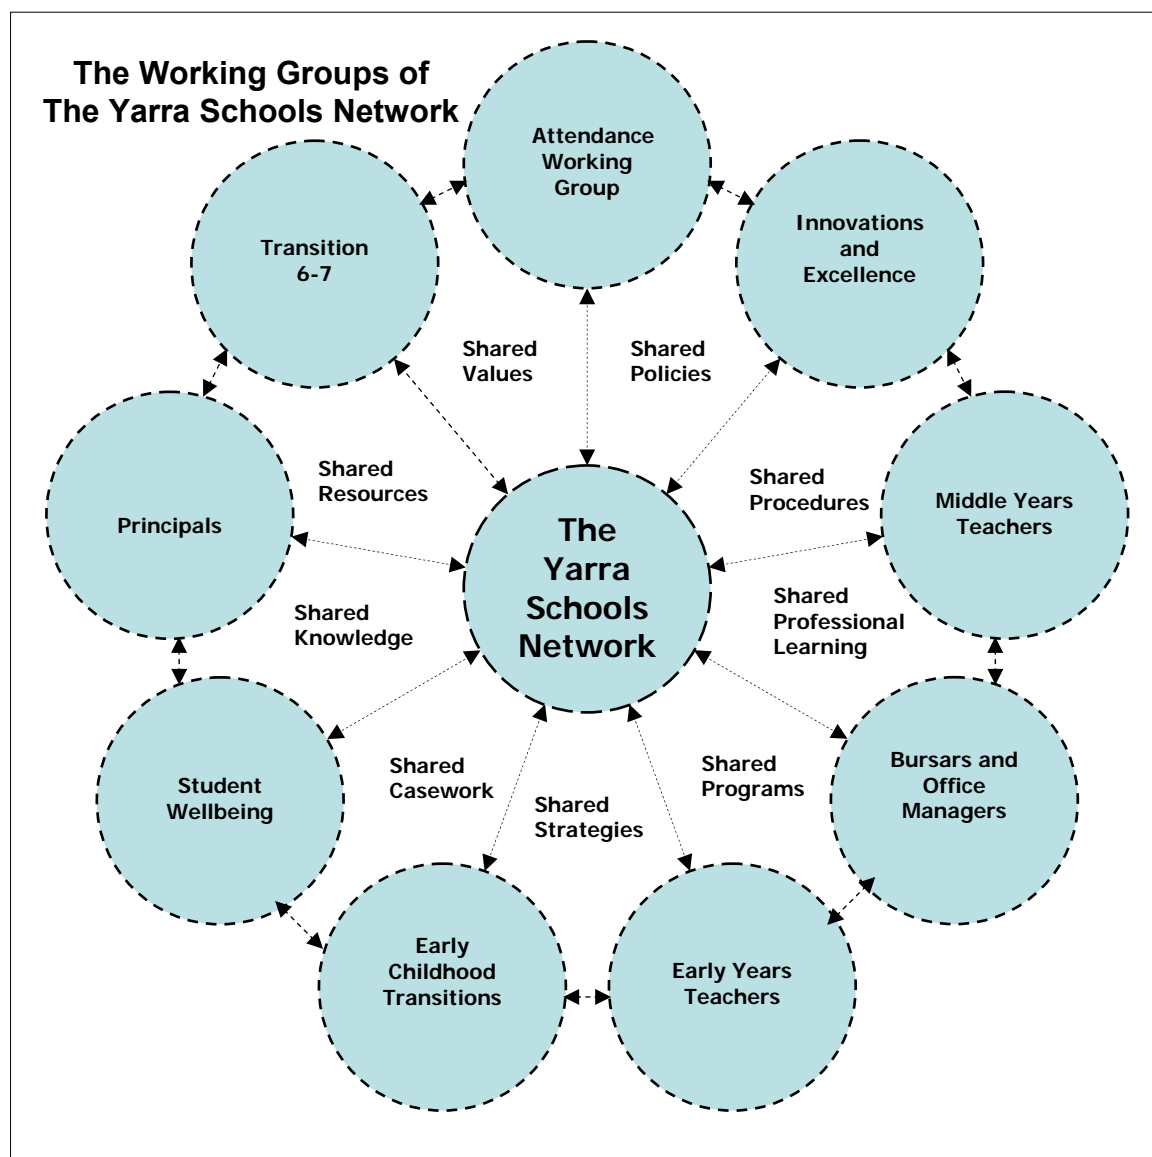 The Working Groups of
The Yarra Schools Network
Attendance
Working
Group
Innovations
and
Excellence
Transition
6-7
Shared
Values
Shared
Policies
Shared
Resources
Shared
Procedures
Principals
Middle Years
Teachers
The
Yarra
Schools
Network
Shared
Knowledge
Shared
Professional
Learning
Student
Wellbeing
Shared
Casework
Shared
Strategies
Shared
Programs
Bursars and
Office
Managers
Early
Childhood
Transitions
Early Years
Teachers